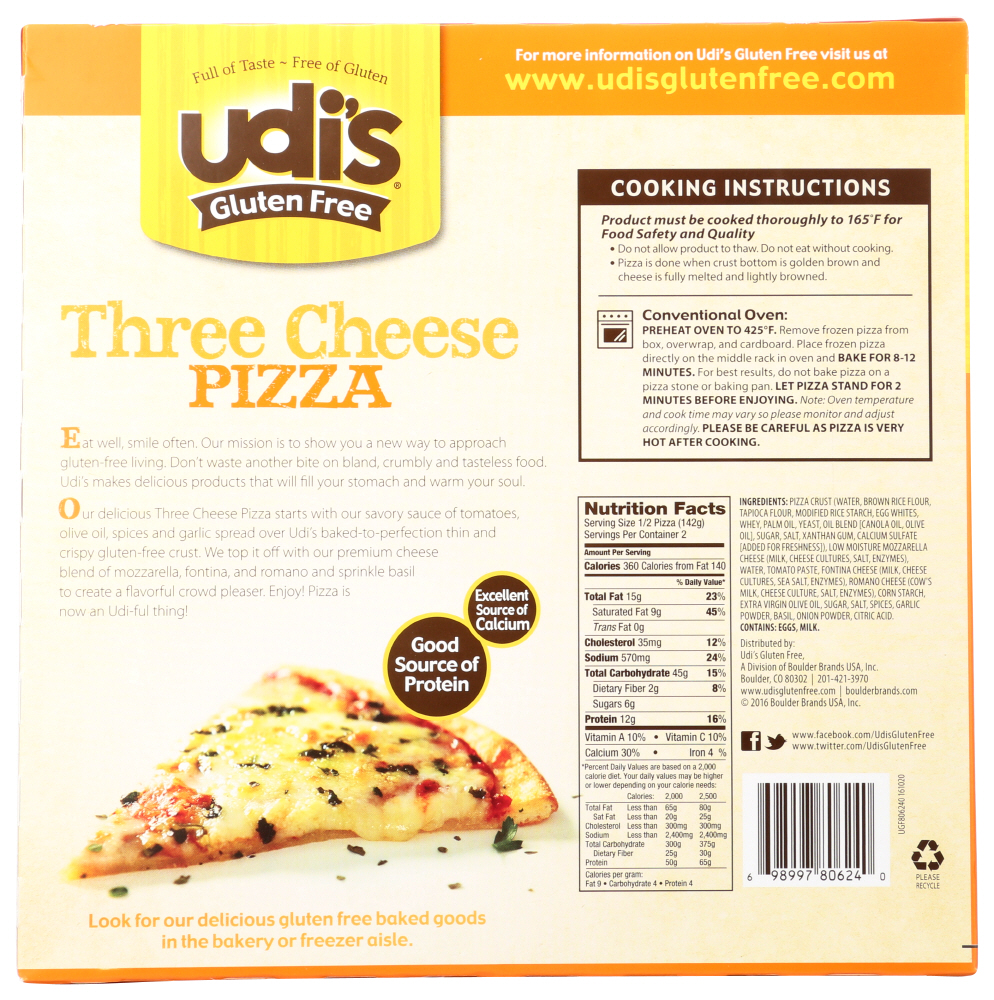 Full of Taste ~ Free of Gluten
udi's®
Gluten Free
For more information on Udi's Gluten Free visit us at
www.udisglutenfree.com
Three Cheese
PIZZA
Eat well, smile often. Our mission is to show you a new way to approach
gluten-free living. Don't waste another bite on bland, crumbly and tasteless food.
Udi's makes delicious products that will fill your stomach and warm your soul.
Our delicious Three Cheese Pizza starts with our savory sauce of tomatoes,
olive oil, spices and garlic spread over Udi's baked-to-perfection thin and
crispy gluten-free crust. We top it off with our premium cheese
blend of mozzarella, fontina, and romano and sprinkle basil
to create a flavorful crowd pleaser. Enjoy! Pizza is
now an Udi-ful thing!
Excellent
Source of
Calcium
Good
Source of
Protein
Look for our delicious gluten free baked goods
in the bakery or freezer aisle.
COOKING INSTRUCTIONS
Product must be cooked thoroughly to 165°F for
Food Safety and Quality
• Do not allow product to thaw. Do not eat without cooking.
• Pizza is done when crust bottom is golden brown and
cheese is fully melted and lightly browned.
Conventional Oven:
PREHEAT OVEN TO 425°F. Remove frozen pizza from
box, overwrap, and cardboard. Place frozen pizza
directly on the middle rack in oven and BAKE FOR 8-12
MINUTES. For best results, do not bake pizza on a
pizza stone or baking pan. LET PIZZA STAND FOR 2
MINUTES BEFORE ENJOYING. Note: Oven temperature
and cook time may vary so please monitor and adjust
accordingly. PLEASE BE CAREFUL AS PIZZA IS VERY
HOT AFTER COOKING.
Nutrition Facts
Serving Size 1/2 Pizza (142g)
Servings Per Container 2
Amount Per Serving
Calories 360 Calories from Fat 140
% Daily Value*
Total Fat 15g 23%
Saturated Fat 9g 45%
Trans Fat 0g
Cholesterol 35mg 12%
Sodium 570mg 24%
Total Carbohydrate 45g 15%
Dietary Fiber 2g 8%
Sugars 6g
Protein 12g 16%
Vitamin A 10% • Vitamin C 10%
Calcium 30% • Iron 4 %
*Percent Daily Values are based on a 2,000
calorie diet. Your daily values may be higher
or lower depending on your calorie needs:
Calories: 2,000 2,500
Total Fat Less than 65g 80g
Sat Fat Less than 20g 25g
Cholesterol Less than 300mg 300mg
Sodium Less than 2,400mg 2,400mg
Total Carbohydrate 300g 375g
Dietary Fiber 25g 30g
Protein 50g 65g
Calories per gram:
Fat 9 • Carbohydrate 4 • Protein 4
INGREDIENTS: PIZZA CRUST (WATER, BROWN RICE FLOUR,
TAPIOCA FLOUR, MODIFIED RICE STARCH, EGG WHITES,
WHEY, PALM OIL, YEAST, OIL BLEND [CANOLA OIL, OLIVE
OIL], SUGAR, SALT, XANTHAN GUM, CALCIUM SULFATE
[ADDED FOR FRESHNESS]), LOW MOISTURE MOZZARELLA
CHEESE (MILK, CHEESE CULTURES, SALT, ENZYMES),
WATER, TOMATO PASTE, FONTINA CHEESE (MILK, CHEESE
CULTURES, SEA SALT, ENZYMES), ROMANO CHEESE (COW'S
MILK, CHEESE CULTURE, SALT, ENZYMES), CORN STARCH,
EXTRA VIRGIN OLIVE OIL, SUGAR, SALT, SPICES, GARLIC
POWDER, BASIL, ONION POWDER, CITRIC ACID.
CONTAINS: EGGS, MILK.
Distributed by:
Udi's Gluten Free,
A Division of Boulder Brands USA, Inc.
Boulder, CO 80302 | 201-421-3970
www.udisglutenfree.com | boulderbrands.com
© 2016 Boulder Brands USA, Inc.
www.facebook.com/UdisGlutenFree
www.twitter.com/UdisGlutenFree
UGF806240 161020
6 98997 80624 0
PLEASE
RECYCLE